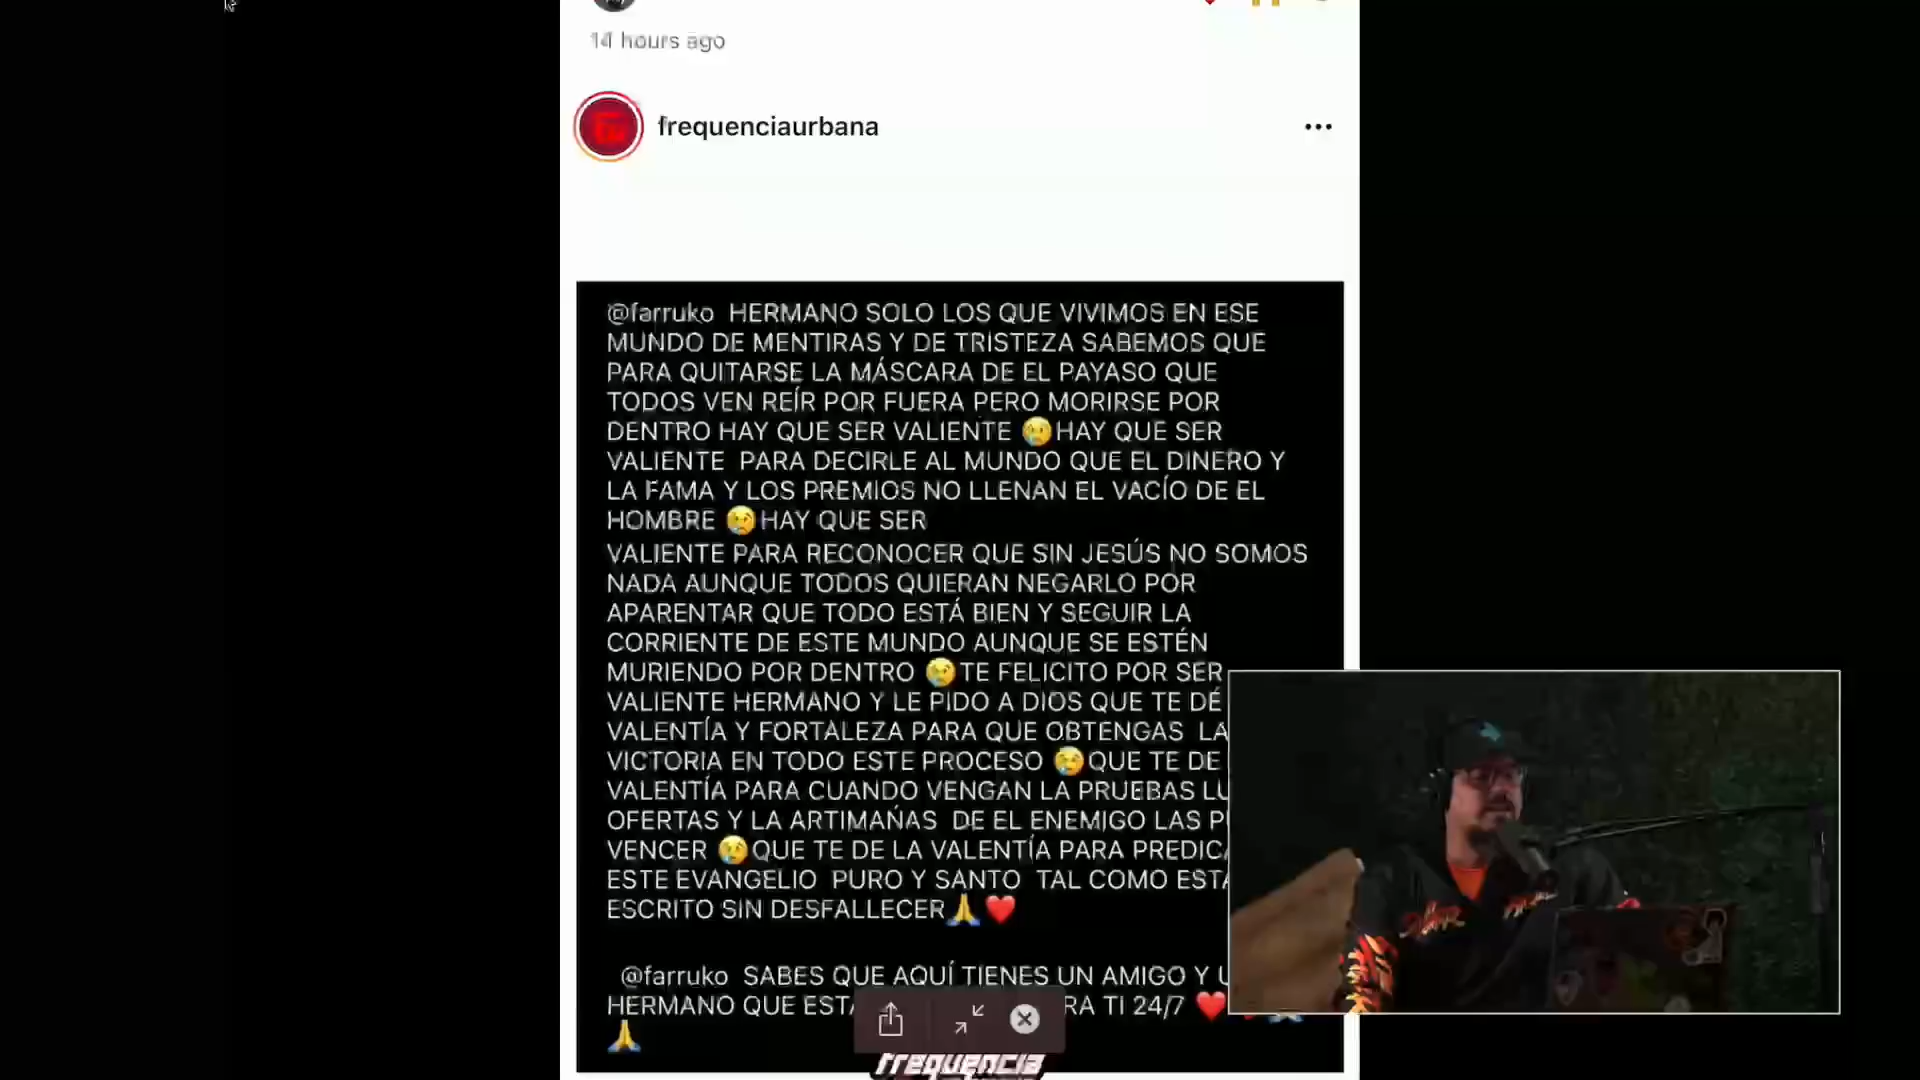 14 hours ago
frequenciaurbana
@farruko HERMANO SOLO LOS QUE VIVIMOS EN ESE
MUNDO DE MENTIRAS Y DE TRISTEZA SABEMOS QUE
PARA QUITARSE LA MÁSCARA DE EL PAYASO QUE
TODOS VEN REÍR POR FUERA PERO MORIRSE POR
DENTRO HAY QUE SER VALIENTE 😢HAY QUE SER
VALIENTE PARA DECIRLE AL MUNDO QUE EL DINERO Y
LA FAMA Y LOS PREMIOS NO LLENAN EL VACÍO DE EL
HOMBRE 😢HAY QUE SER
VALIENTE PARA RECONOCER QUE SIN JESÚS NO SOMOS
NADA AUNQUE TODOS QUIERAN NEGARLO POR
APARENTAR QUE TODO ESTÁ BIEN Y SEGUIR LA
CORRIENTE DE ESTE MUNDO AUNQUE SE ESTÉN
MURIENDO POR DENTRO 😢TE FELICITO POR SER
VALIENTE HERMANO Y LE PIDO A DIOS QUE TE DÉ
VALENTÍA Y FORTALEZA PARA QUE OBTENGAS LA
VICTORIA EN TODO ESTE PROCESO 😢QUE TE DE
VALENTÍA PARA CUANDO VENGAN LA PRUEBAS
OFERTAS Y LA ARTIMAÑAS DE EL ENEMIGO LAS
VENCER 😢QUE TE DE LA VALENTÍA PARA
ESTE EVANGELIO PURO Y SANTO TAL COMO
ESCRITO SIN DESFALLECER🙏❤️
@farruko SABES QUE AQUÍ TIENES UN AMIGO Y
HERMANO QUE TI 24/7 ❤️
🙏
frequencia